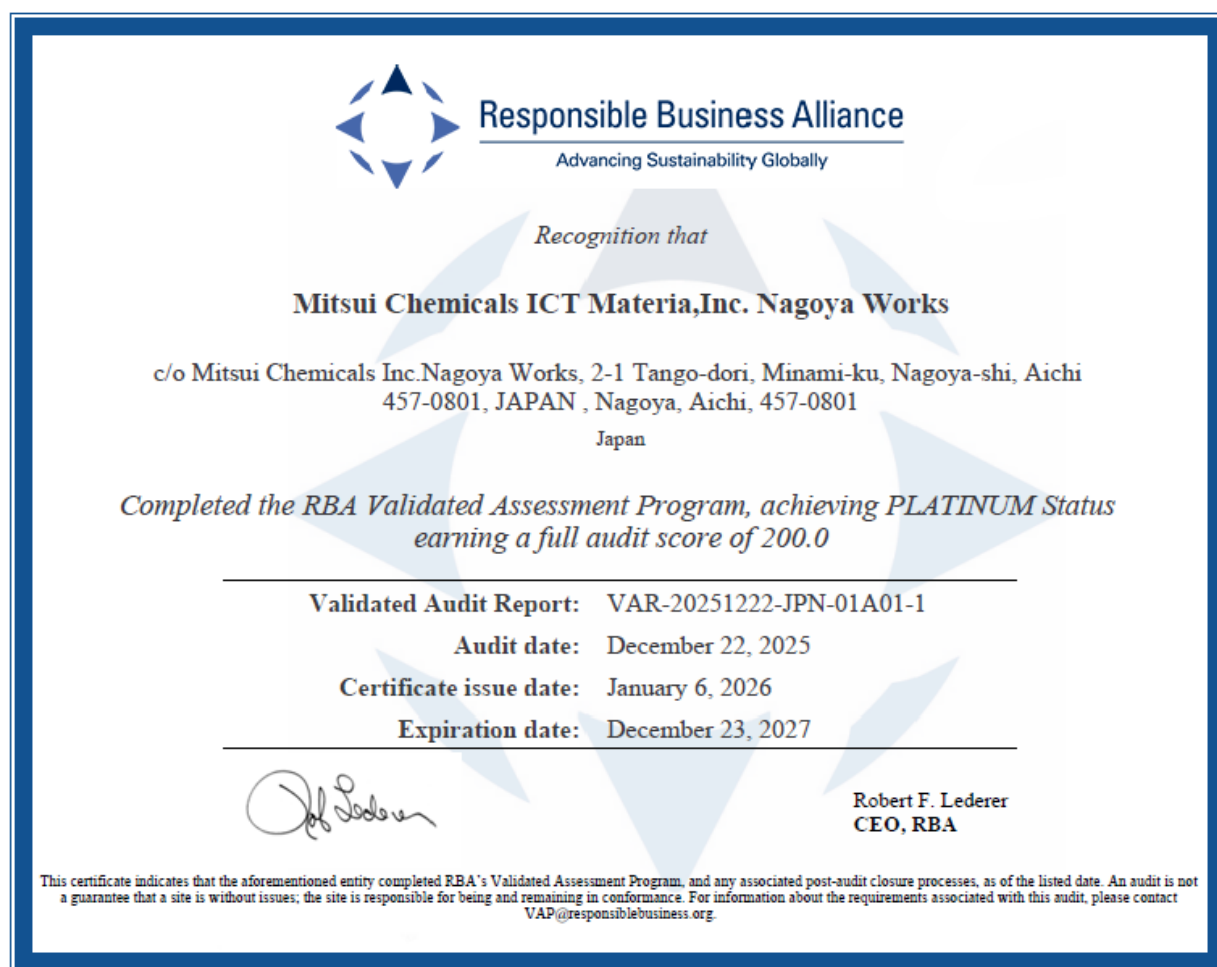 Responsible Business Alliance
Advancing Sustainability Globally
Recognition that
Mitsui Chemicals ICT Materia,Inc. Nagoya Works
c/o Mitsui Chemicals Inc.Nagoya Works, 2-1 Tango-dori, Minami-ku, Nagoya-shi, Aichi
457-0801, JAPAN , Nagoya, Aichi, 457-0801
Japan
Completed the RBA Validated Assessment Program, achieving PLATINUM Status
earning a full audit score of 200.0
Validated Audit Report: VAR-20251222-JPN-01A01-1
Audit date: December 22, 2025
Certificate issue date: January 6, 2026
Expiration date: December 23, 2027
Rob Lederer
Robert F. Lederer
CEO, RBA
This certificate indicates that the aforementioned entity completed RBA's Validated Assessment Program, and any associated post-audit closure processes, as of the listed date. An audit is not
a guarantee that a site is without issues; the site is responsible for being and remaining in conformance. For information about the requirements associated with this audit, please contact
VAP@responsiblebusiness.org.